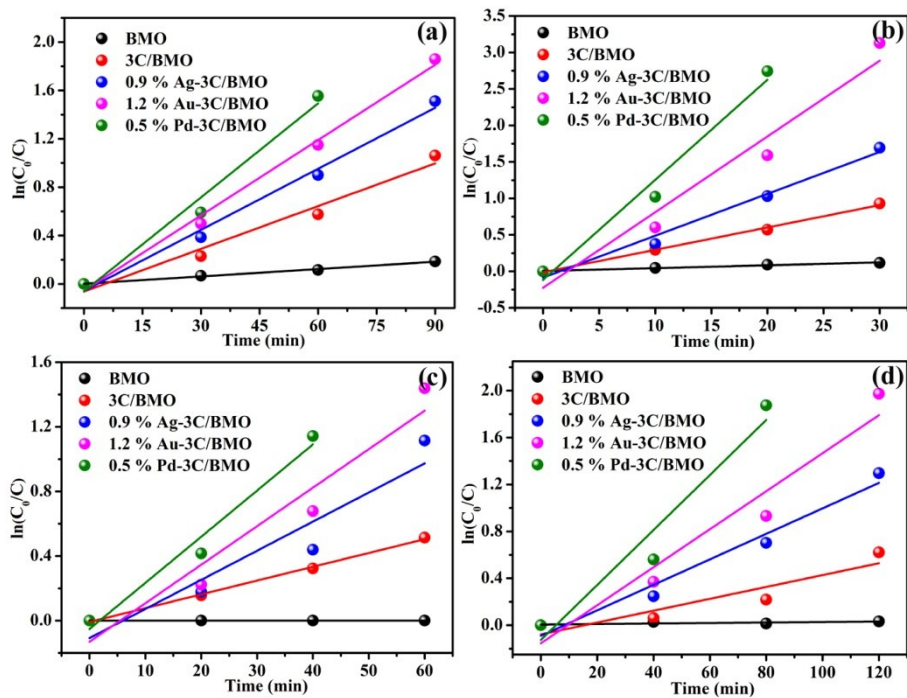 (a)
BMO
3C/BMO
0.9 % Ag-3C/BMO
1.2 % Au-3C/BMO
0.5 % Pd-3C/BMO
ln(C₀/C)
2.0
1.6
1.2
0.8
0.4
0.0
0 15 30 45 60 75 90
Time (min)
(b)
BMO
3C/BMO
0.9 % Ag-3C/BMO
1.2 % Au-3C/BMO
0.5 % Pd-3C/BMO
ln(C₀/C)
3.5
3.0
2.5
2.0
1.5
1.0
0.5
0.0
-0.5
0 5 10 15 20 25 30
Time (min)
(c)
BMO
3C/BMO
0.9 % Ag-3C/BMO
1.2 % Au-3C/BMO
0.5 % Pd-3C/BMO
ln(C₀/C)
1.6
1.2
0.8
0.4
0.0
0 10 20 30 40 50 60
Time (min)
(d)
BMO
3C/BMO
0.9 % Ag-3C/BMO
1.2 % Au-3C/BMO
0.5 % Pd-3C/BMO
ln(C₀/C)
2.0
1.6
1.2
0.8
0.4
0.0
0 20 40 60 80 100 120
Time (min)